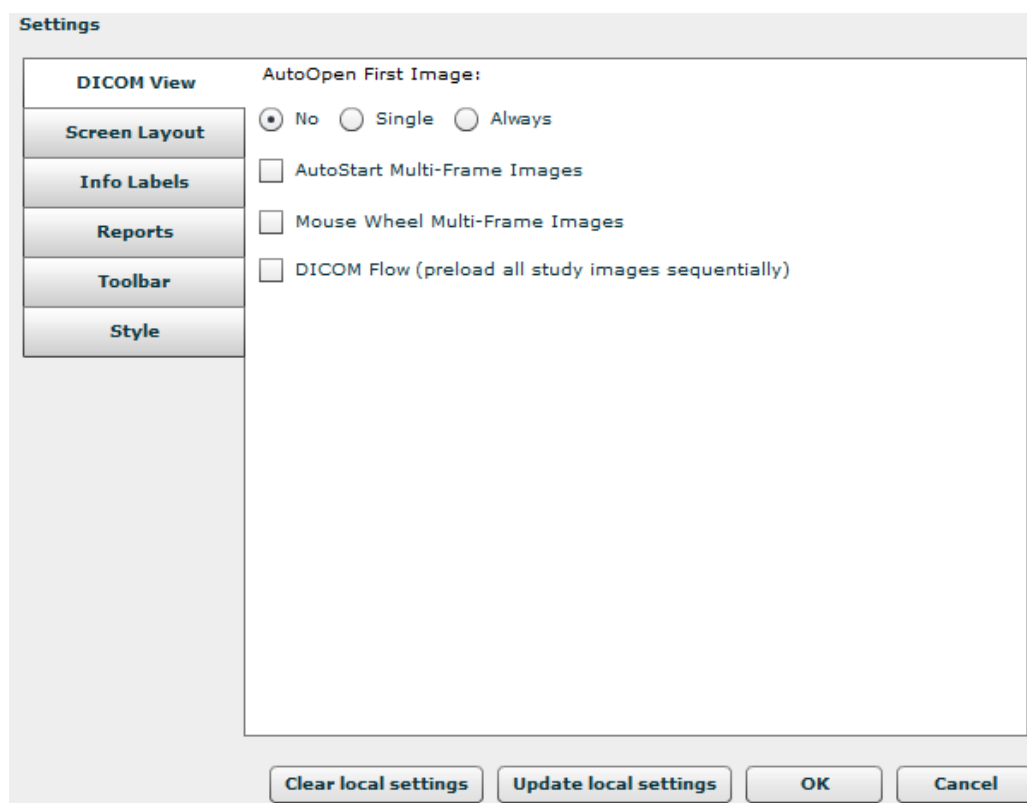 Settings
DICOM View
Screen Layout
Info Labels
Reports
Toolbar
Style
AutoOpen First Image:
No Single Always
AutoStart Multi-Frame Images
Mouse Wheel Multi-Frame Images
DICOM Flow (preload all study images sequentially)
Clear local settings Update local settings OK Cancel